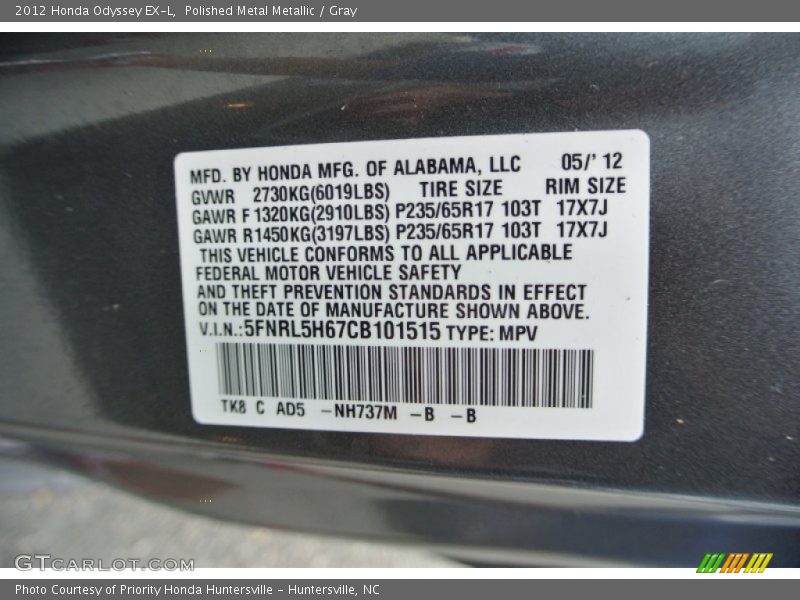 2012 Honda Odyssey EX-L,  Polished Metal Metallic / Gray
MFD. BY HONDA MFG. OF ALABAMA, LLC 05/' 12
GVWR 2730KG(6019LBS) TIRE SIZE RIM SIZE
GAWR F 1320KG(2910LBS) P235/65R17 103T 17X7J
GAWR R1450KG(3197LBS) P235/65R17 103T 17X7J
THIS VEHICLE CONFORMS TO ALL APPLICABLE
FEDERAL MOTOR VEHICLE SAFETY
AND THEFT PREVENTION STANDARDS IN EFFECT
ON THE DATE OF MANUFACTURE SHOWN ABOVE.
V.I.N.:5FNRL5H67CB101515 TYPE: MPV
TK8 C AD5 -NH737M -B -B
GTCARLOT.COM
Photo Courtesy of Priority Honda Huntersville - Huntersville, NC